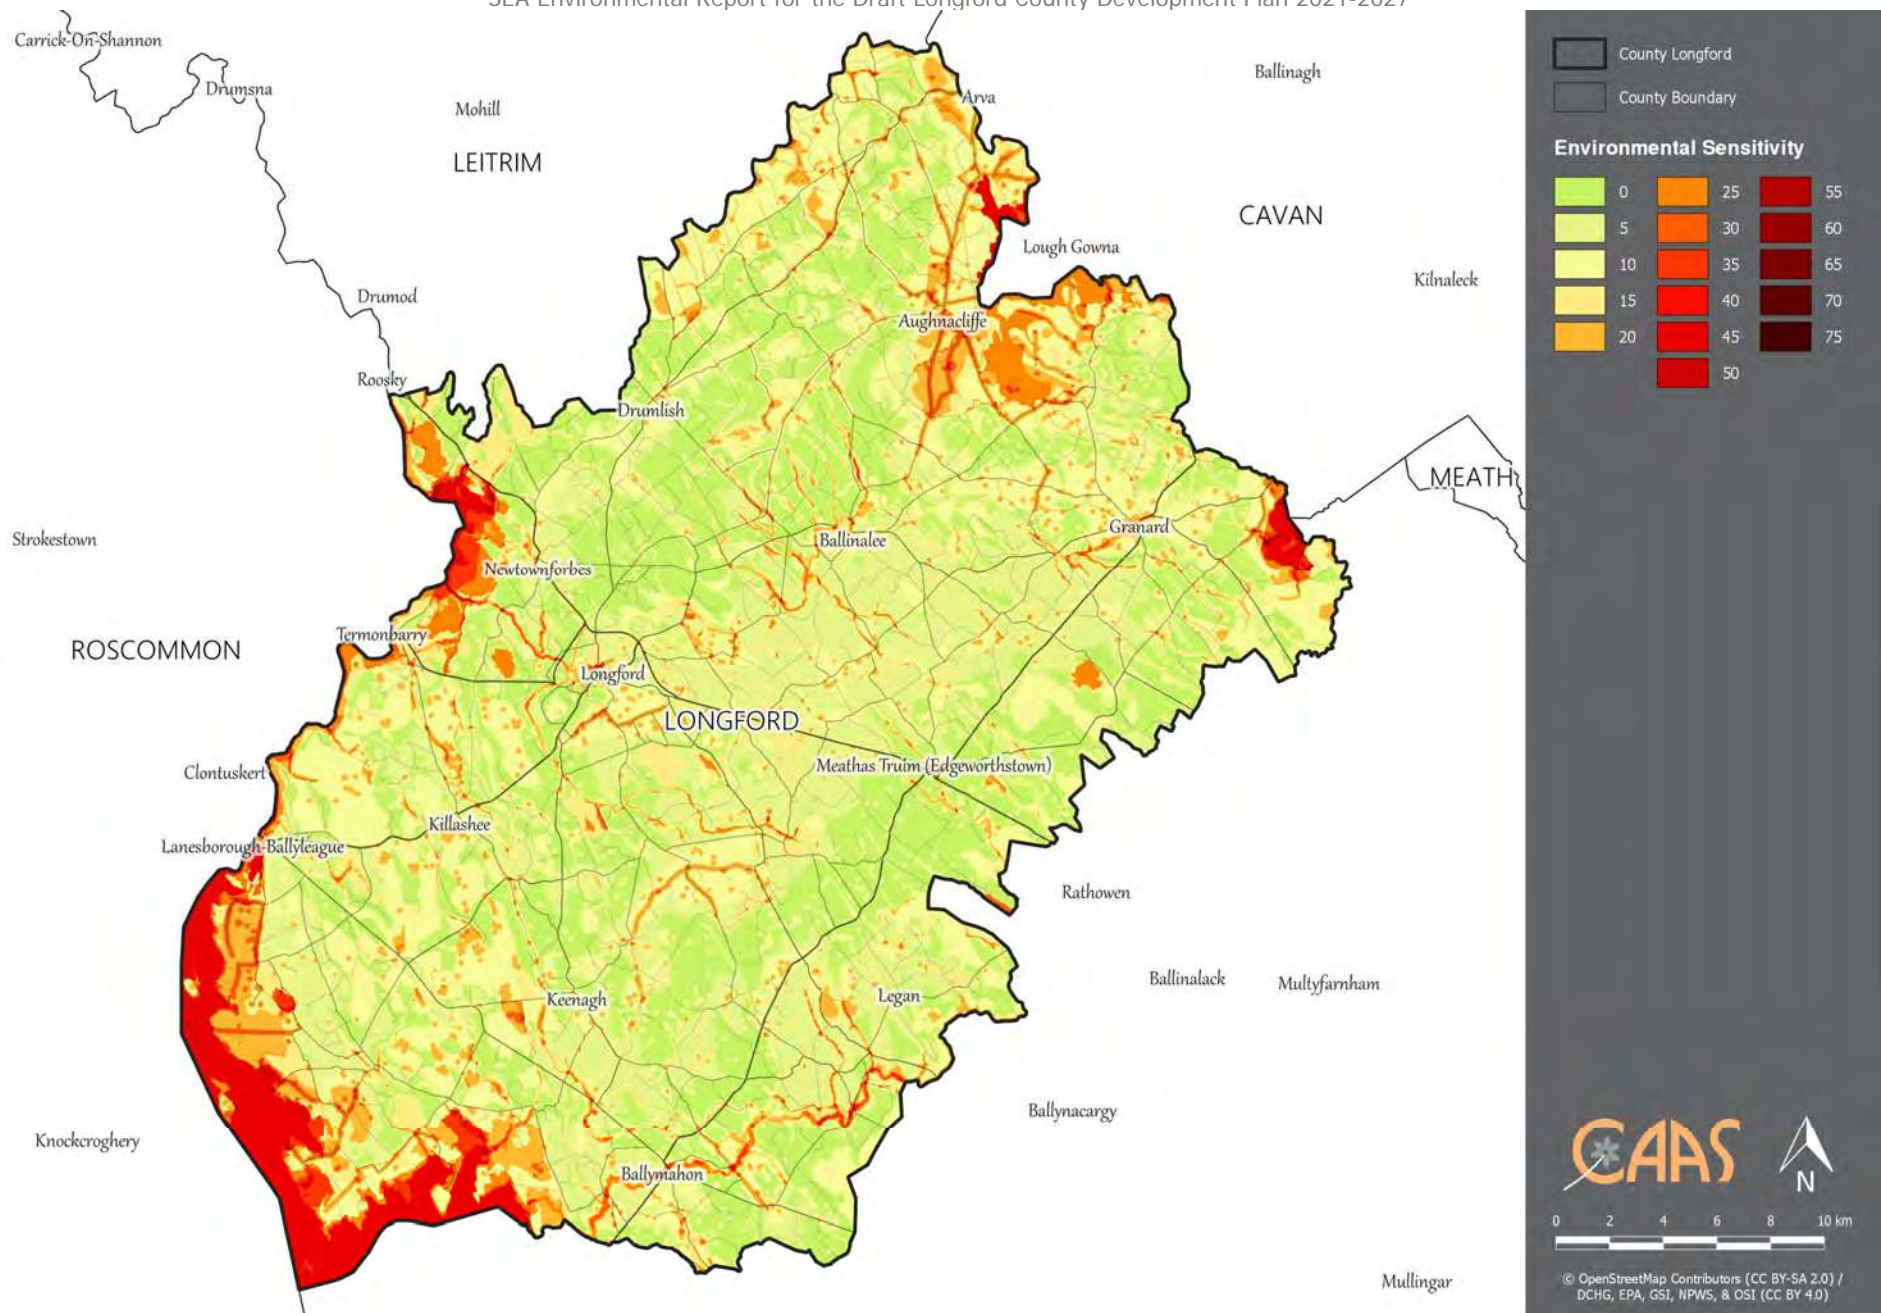 SEA Environmental Report for the Draft Longford County Development Plan 2021-2027
Carrick-On-Shannon
Drumsna
Mohill
LEITRIM
Arva
Ballinagh
CAVAN
Lough Gowna
Kilnaleck
Drumod
Aughnacliffe
Roosky
Drumlish
MEATH
Strokestown
Granard
Ballinalee
Newtownforbes
Termonbarry
ROSCOMMON
Longford
LONGFORD
Clontuskert
Meathas Truim (Edgeworthstown)
Killashee
Lanesborough-Ballyleague
Rathowen
Ballinalack
Multyfarnham
Keenagh
Legan
Knockcroghery
Ballynacargy
Ballymahon
Mullingar
County Longford
County Boundary
Environmental Sensitivity
0 25 55
5 30 60
10 35 65
15 40 70
20 45 75
50
CAAS
N
0 2 4 6 8 10 km
© OpenStreetMap Contributors (CC BY-SA 2.0) /
DCHG, EPA, GSI, NPWS, & OSI (CC BY 4.0)